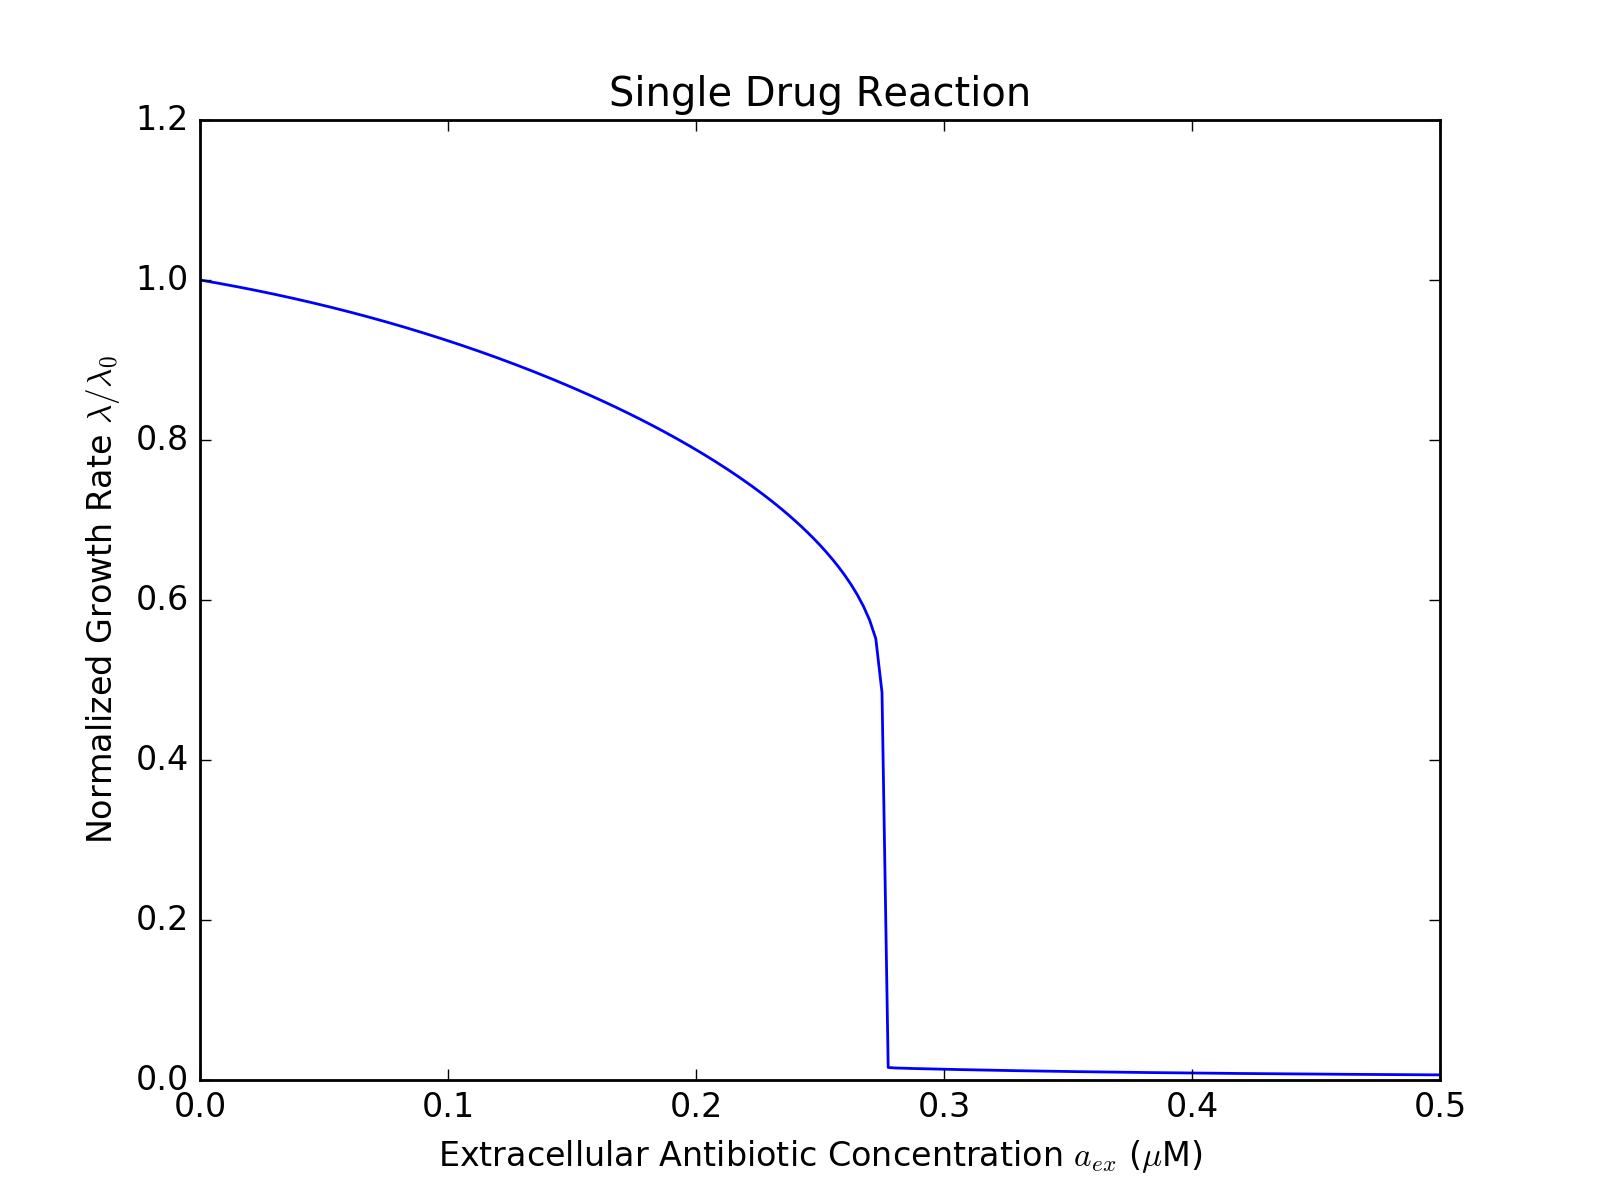 Single Drug Reaction
1.2
1.0
0.8
0.6
0.4
0.2
0.0
Normalized Growth Rate λ/λ₀
0.0 0.1 0.2 0.3 0.4 0.5
Extracellular Antibiotic Concentration aₑₓ (μM)